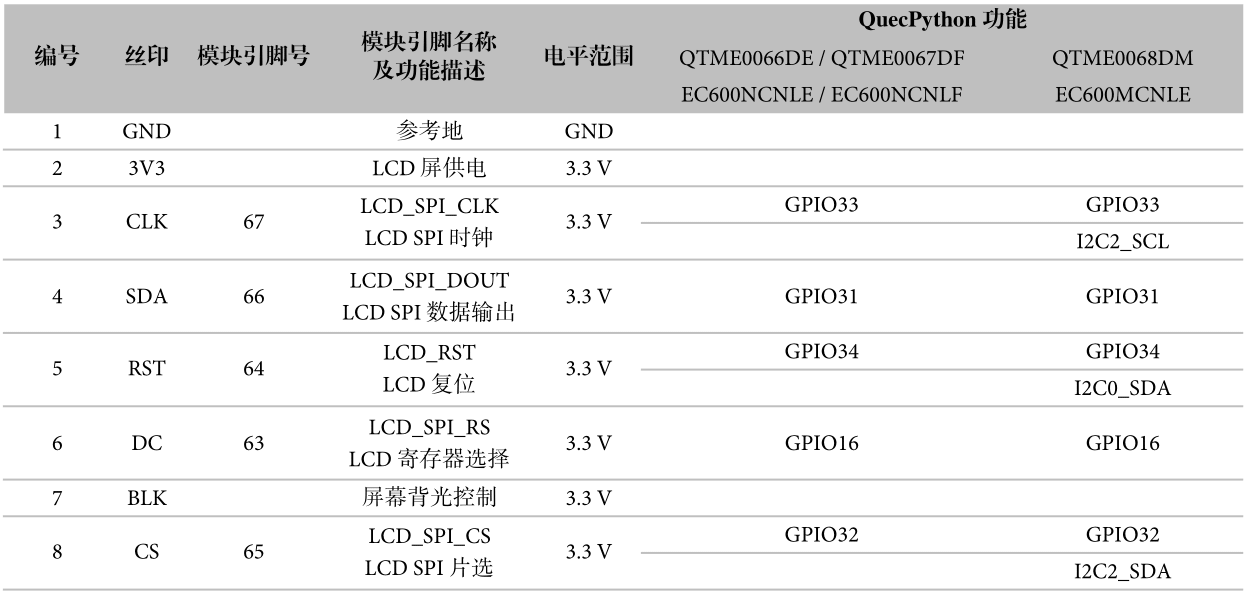 编号 丝印 模块引脚号 模块引脚名称及功能描述 电平范围 QuecPython 功能
QTME0066DE / QTME0067DF QTME0068DM
EC600NCNLE / EC600NCNLF EC600MCNLE
1 GND 参考地 GND
2 3V3 LCD 屏供电 3.3 V
3 CLK 67 LCD_SPI_CLK 3.3 V GPIO33 GPIO33
LCD SPI 时钟 I2C2_SCL
4 SDA 66 LCD_SPI_DOUT 3.3 V GPIO31 GPIO31
LCD SPI 数据输出
5 RST 64 LCD_RST 3.3 V GPIO34 GPIO34
LCD 复位 I2C0_SDA
6 DC 63 LCD_SPI_RS 3.3 V GPIO16 GPIO16
LCD 寄存器选择
7 BLK 屏幕背光控制 3.3 V
8 CS 65 LCD_SPI_CS 3.3 V GPIO32 GPIO32
LCD SPI 片选 I2C2_SDA